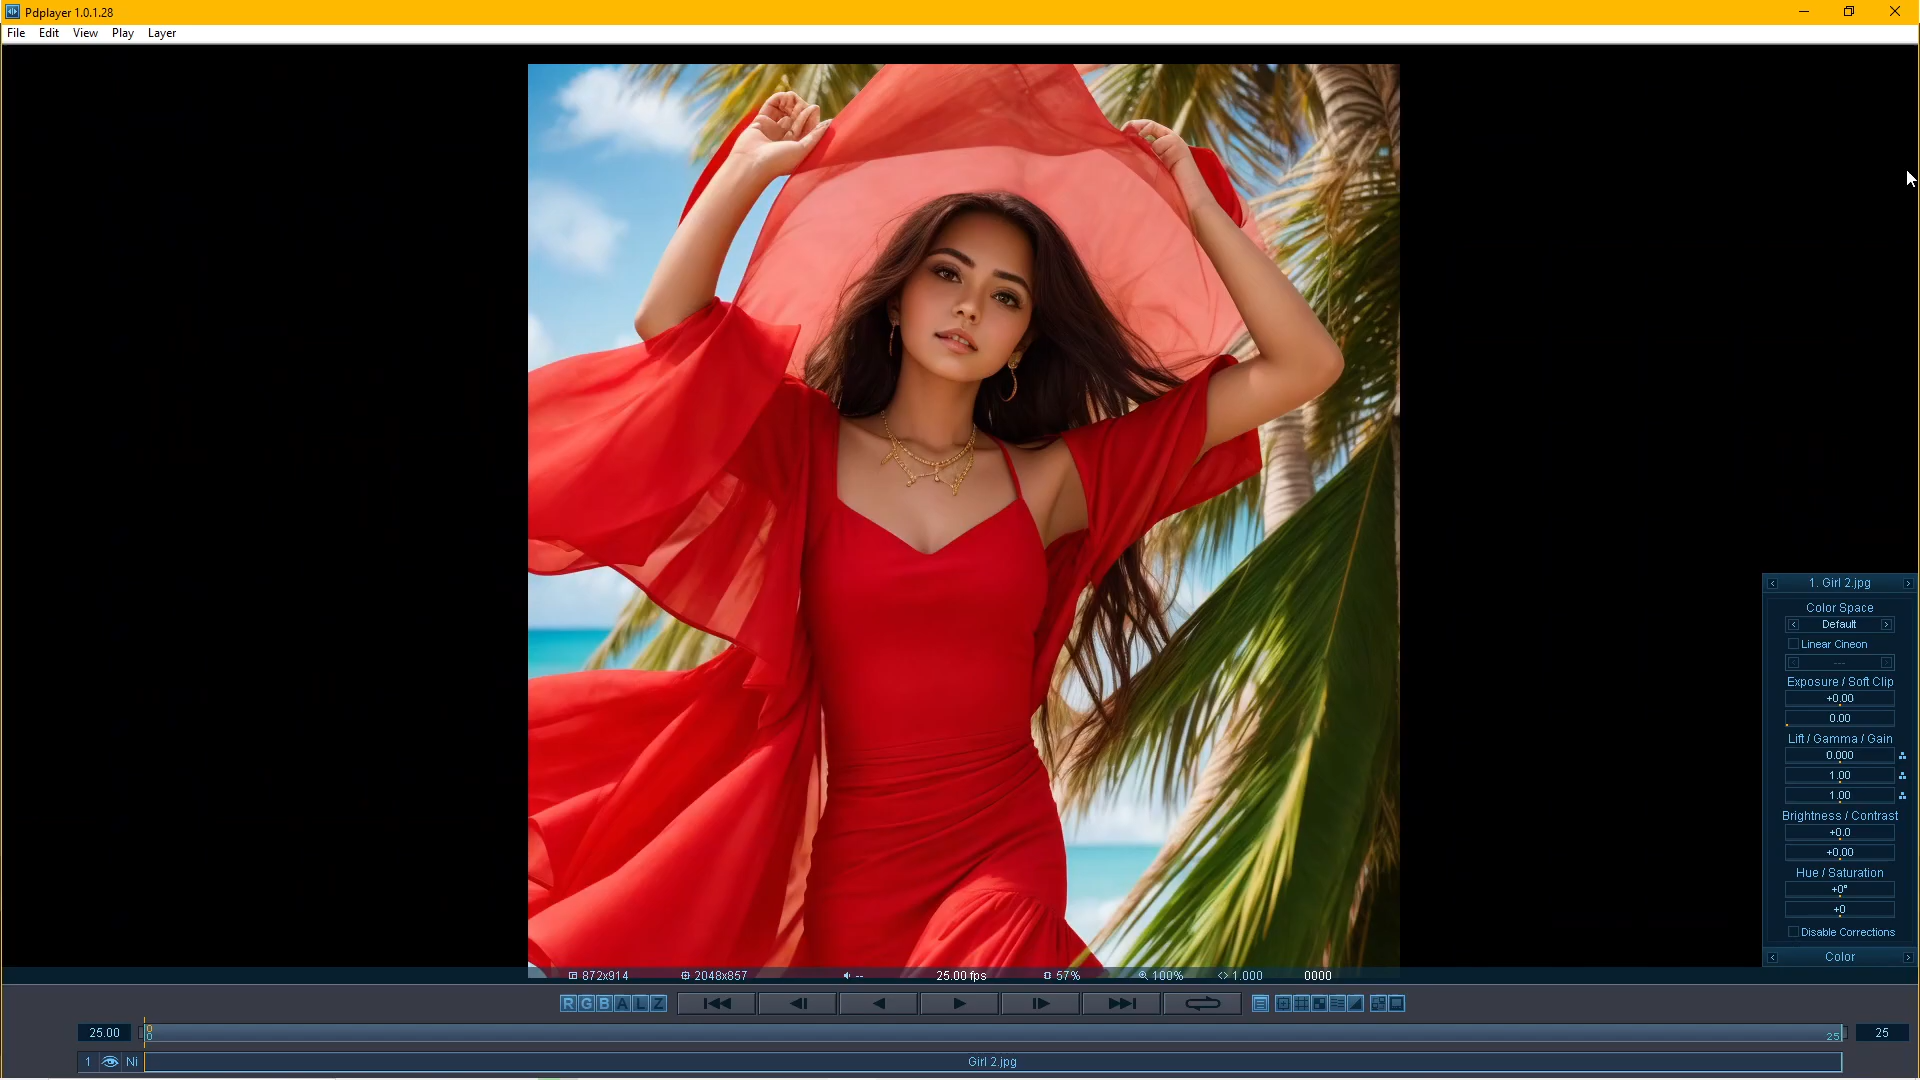 Pdplayer 1.0.1.28
File Edit View Play Layer
1. Girl 2.jpg
Color Space
Default
Linear Cineon
---
Exposure / Soft Clip
+0.00
0.00
Lift / Gamma / Gain
0.000
1.00
1.00
Brightness / Contrast
+0.0
+0.00
Hue / Saturation
+0°
+0
Disable Corrections
Color
872x914 2048x857 -- 25.00 fps 57% 100% <> 1.000 0000
R G B A L Z
25.00 0 0 25 25
1 Ni Girl 2.jpg